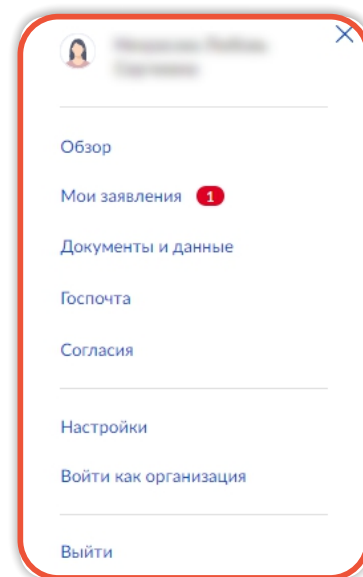 Обзор
Мои заявления 1
Документы и данные
Госпочта
Согласия
Настройки
Войти как организация
Выйти